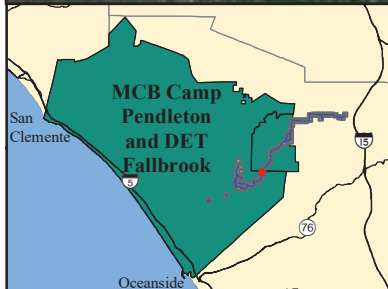 MCB Camp
Pendleton
and DET
Fallbrook
San
Clemente
5
15
76
Oceanside